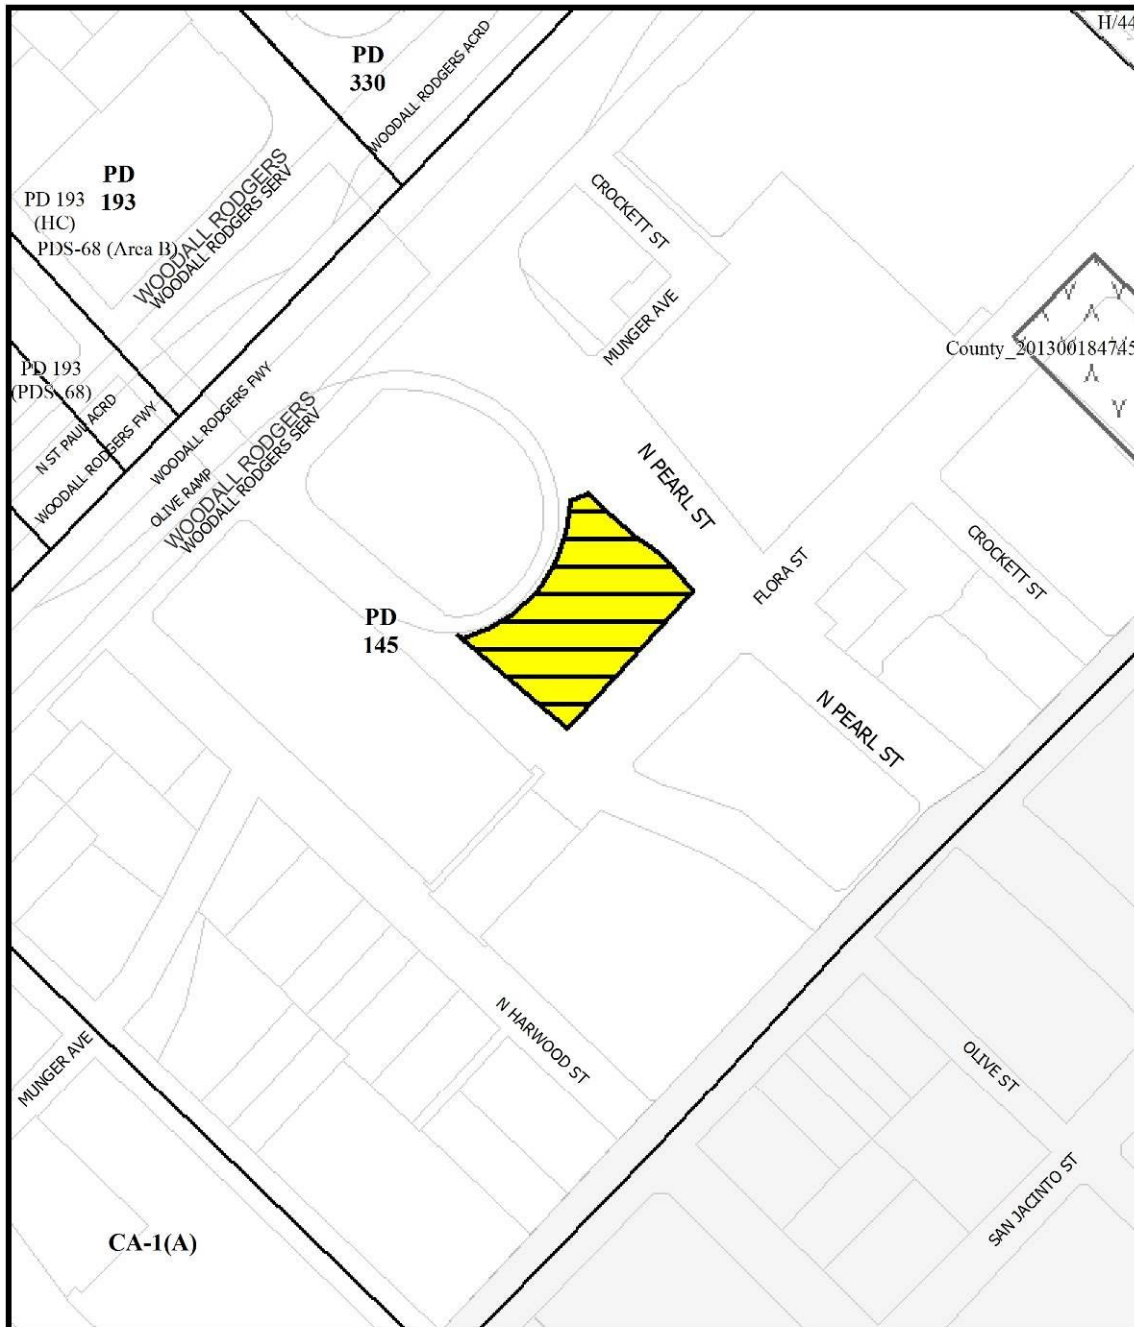 H/44
PD
330
WOODALL RODGERS ACRD
PD
193
PD 193
(HC)
PDS-68 (Area B)
WOODALL RODGERS
WOODALL RODGERS SERV
CROCKETT ST
MUNGER AVE
County_201300184745
PD 193
(PDS 68)
N ST PAUL ACRD
WOODALL RODGERS FWY
WOODALL RODGERS FWY
OLIVE RAMP
WOODALL RODGERS
WOODALL RODGERS SERV
N PEARL ST
FLORA ST
CROCKETT ST
PD
145
N PEARL ST
N HARWOOD ST
MUNGER AVE
OLIVE ST
SAN JACINTO ST
CA-1(A)